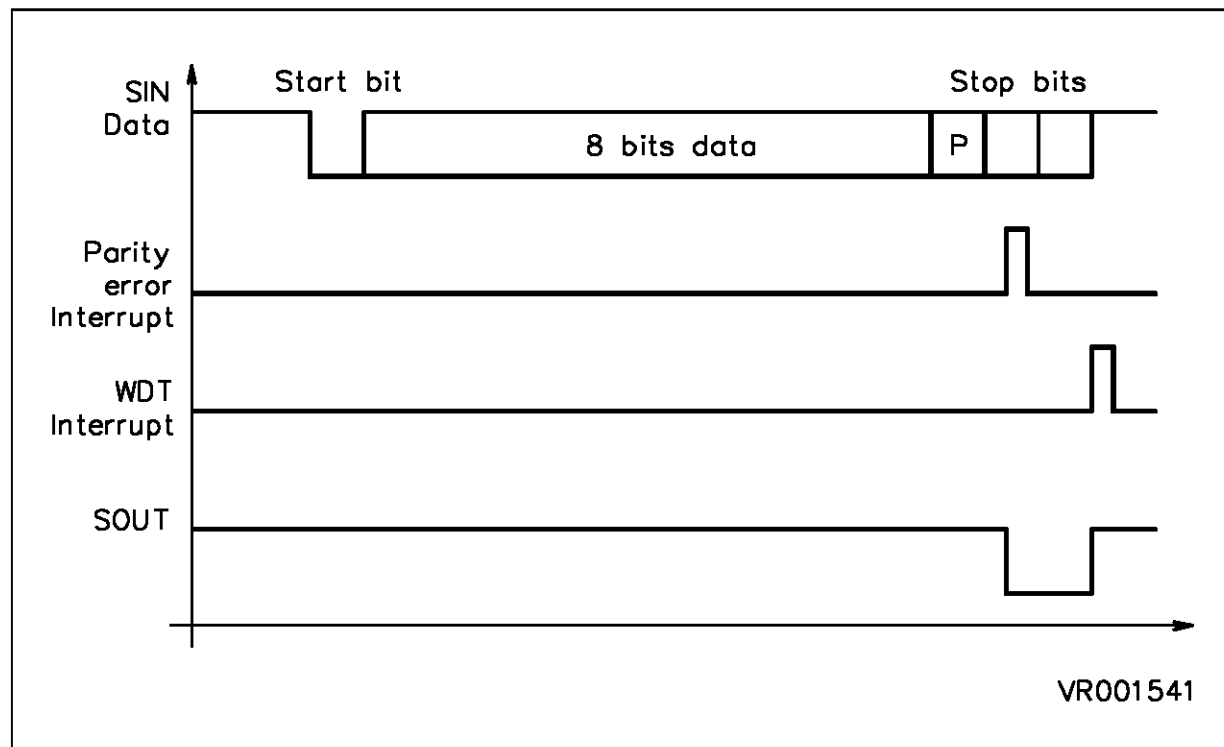 Start bit
Stop bits
SIN
Data
8 bits data
P
Parity
error
Interrupt
WDT
Interrupt
SOUT
VR001541